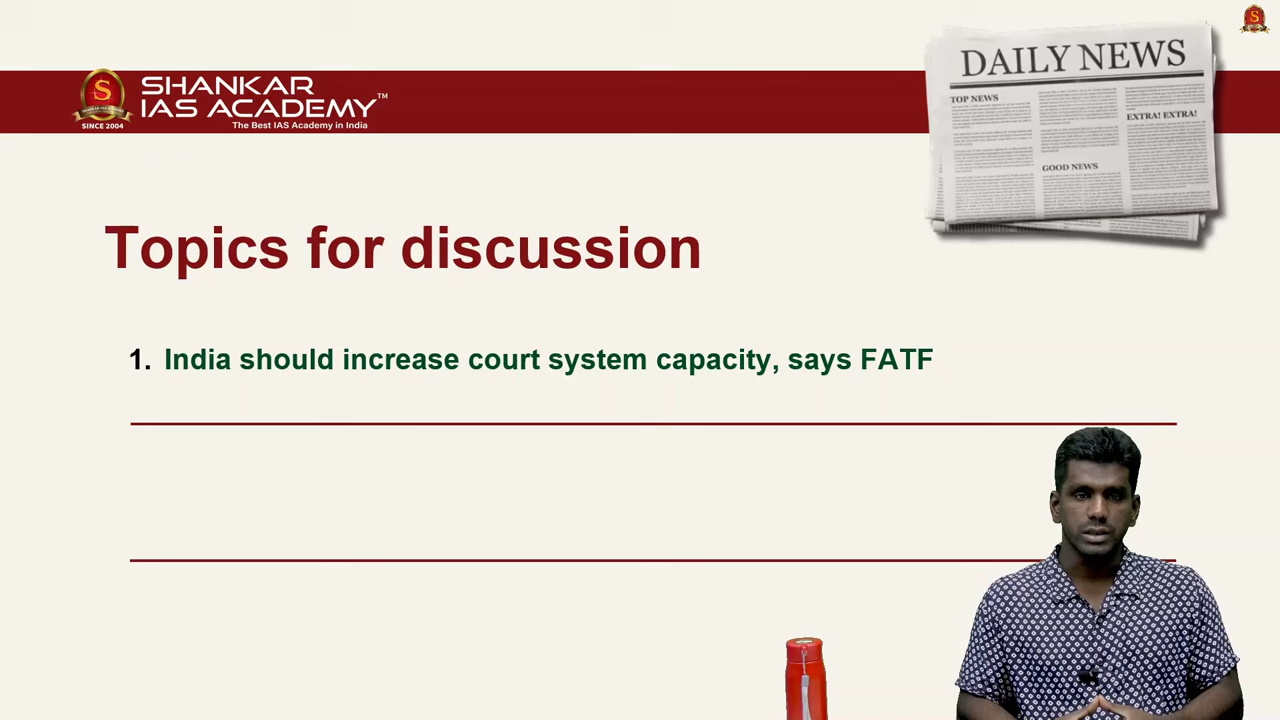 SHANKAR
IAS ACADEMY™
The Best IAS Academy in India
SINCE 2004
DAILY NEWS
TOP NEWS
EXTRA! EXTRA!
GOOD NEWS
Topics for discussion
1. India should increase court system capacity, says FATF